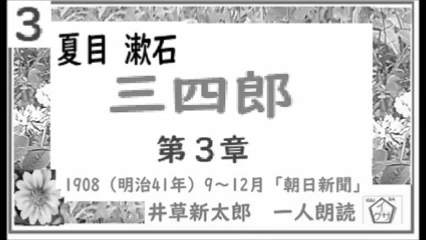 3
夏目 漱石
三四郎
第３章
1908（明治41年）9～12月「朝日新聞」
井草新太郎　一人朗読